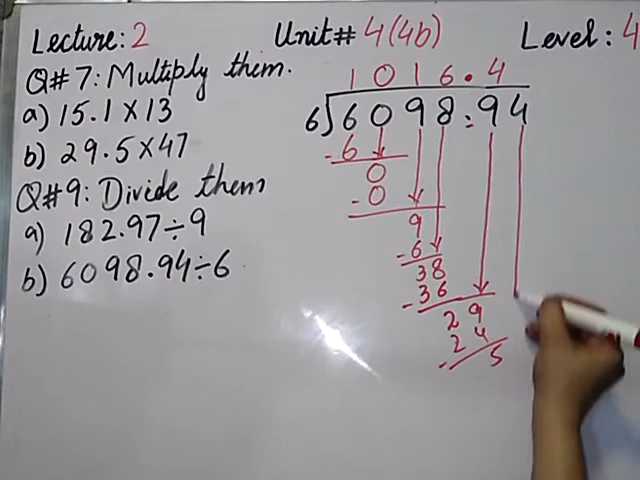 Lecture: 2 Unit# 4(4b) Level: 4
Q#7: Multiply them.
a) 15.1×13
b) 29.5×47
Q#9: Divide them
a) 182.97÷9
b) 6098.94÷6
1016.4
6)6098.94
-6
0
-0
9
-6
38
-36
29
-24
5